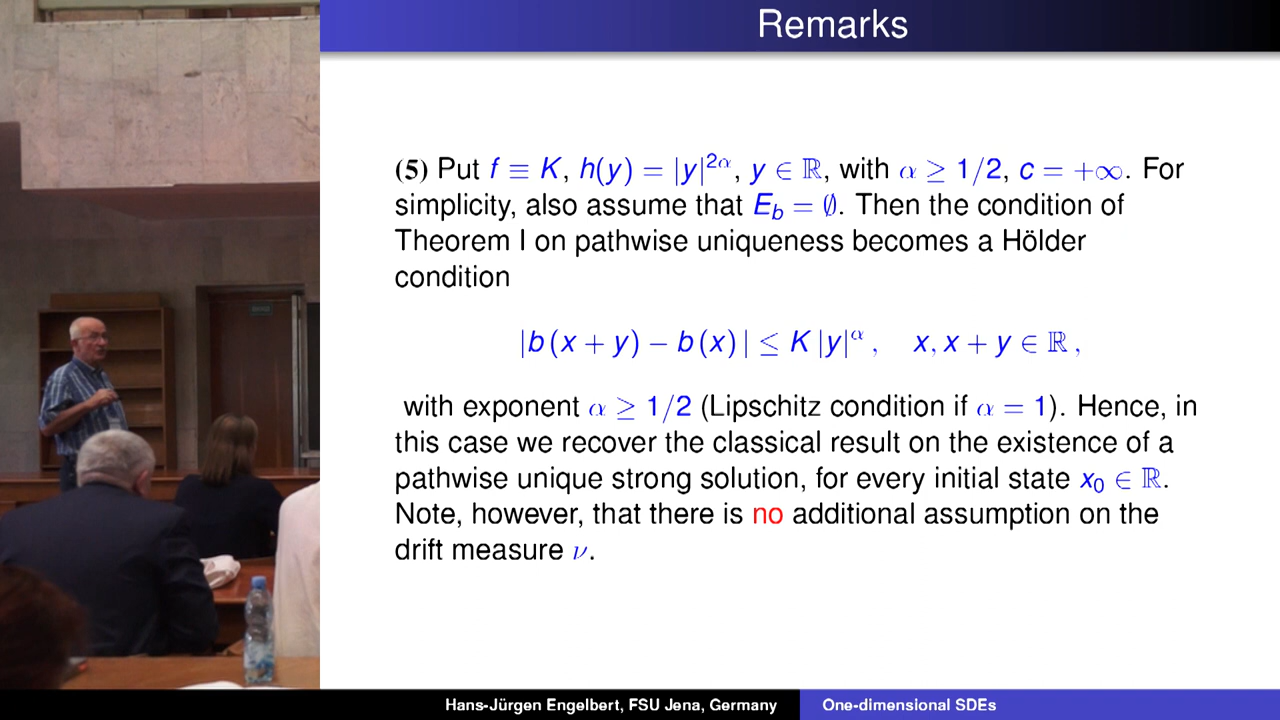 Remarks
(5) Put f ≡ K, h(y) = |y|^{2α}, y ∈ ℝ, with α ≥ 1/2, c = +∞. For
simplicity, also assume that E_b = ∅. Then the condition of
Theorem I on pathwise uniqueness becomes a Hölder
condition
|b(x + y) − b(x)| ≤ K|y|^α, x, x + y ∈ ℝ,
with exponent α ≥ 1/2 (Lipschitz condition if α = 1). Hence, in
this case we recover the classical result on the existence of a
pathwise unique strong solution, for every initial state x_0 ∈ ℝ.
Note, however, that there is no additional assumption on the
drift measure ν.
Hans-Jürgen Engelbert, FSU Jena, Germany
One-dimensional SDEs